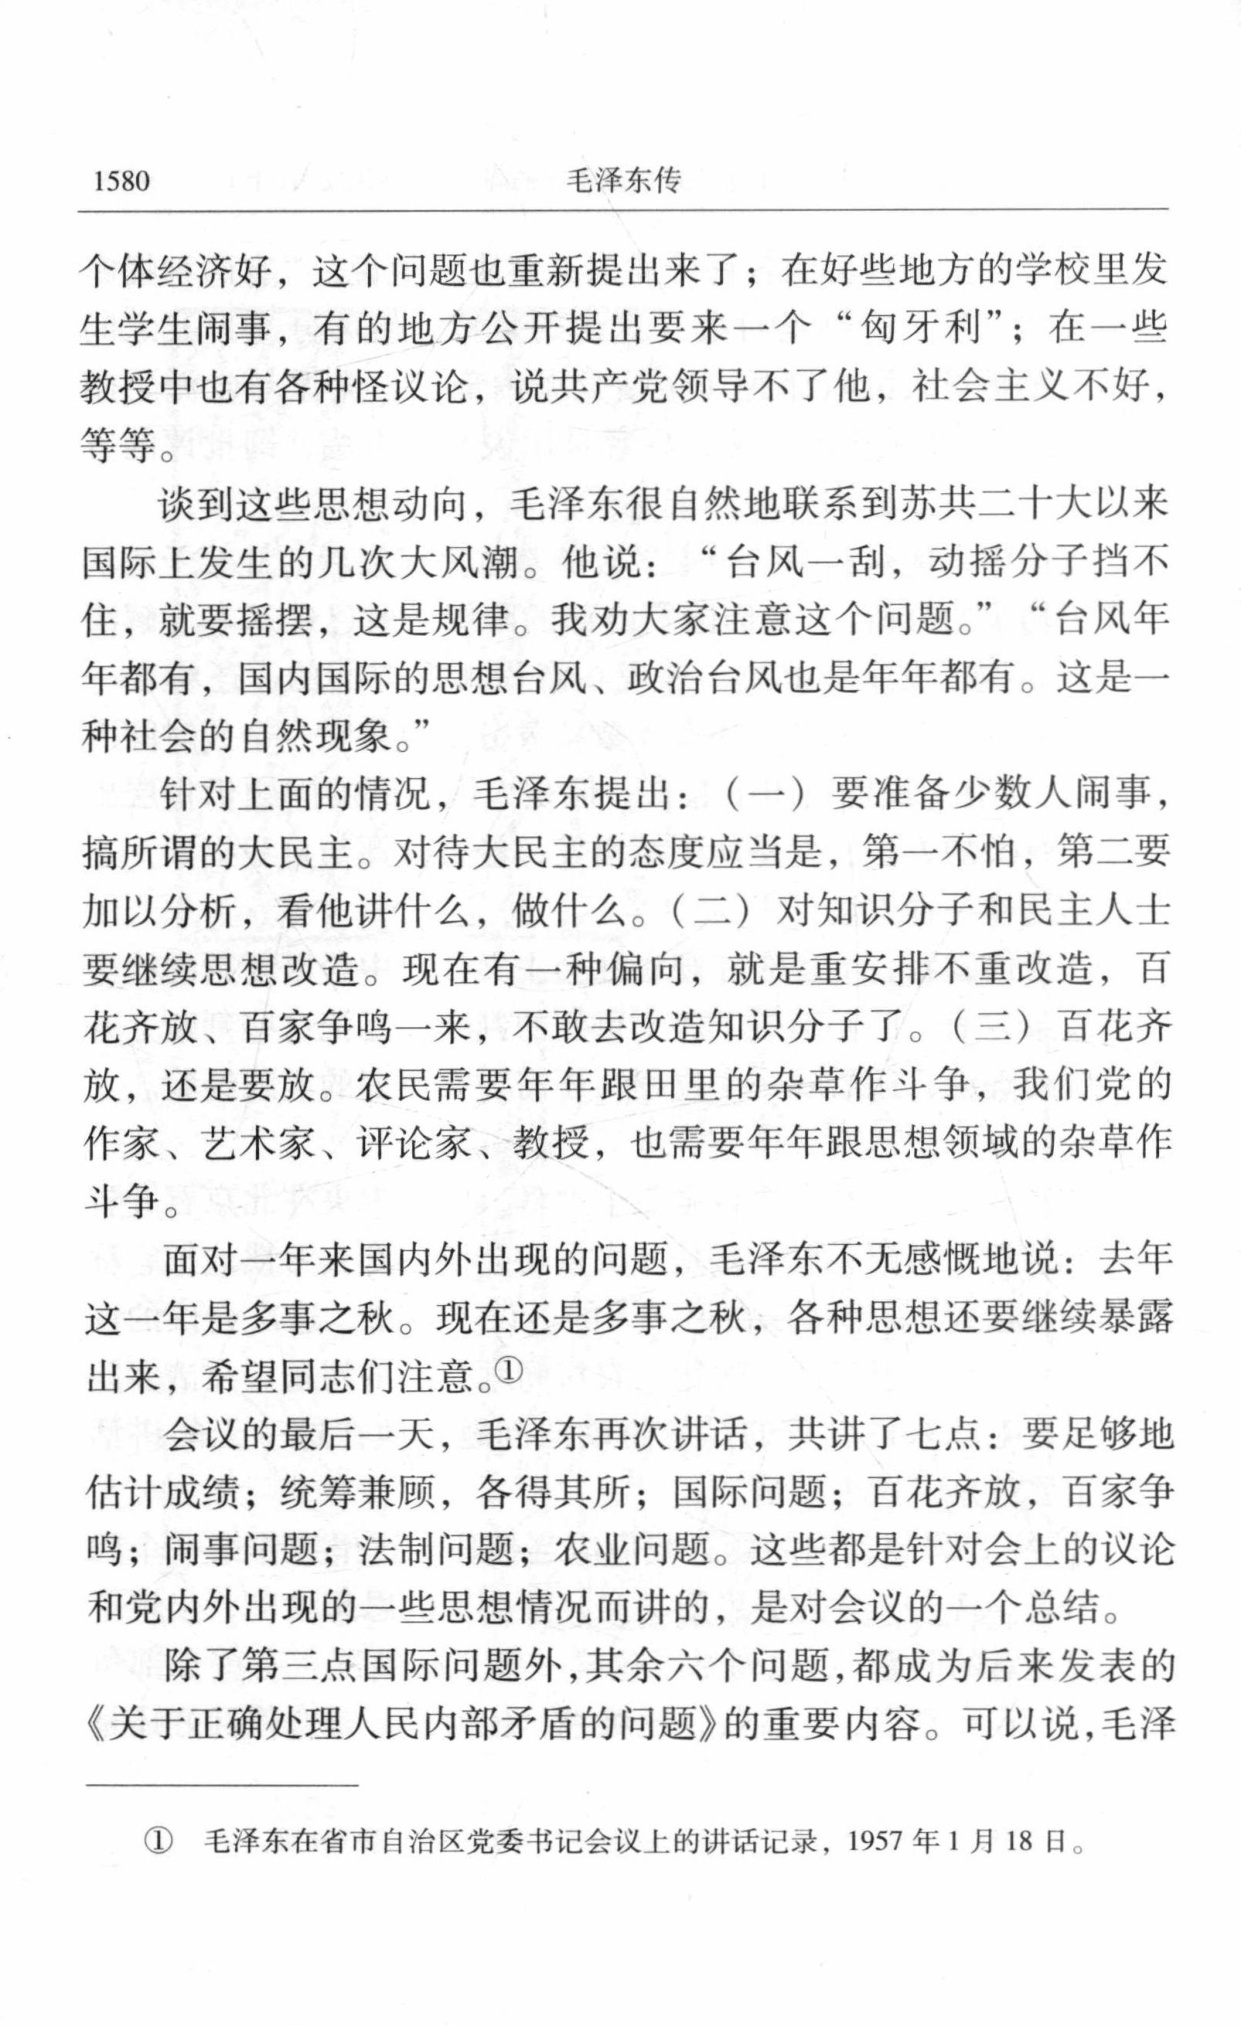 1580
毛泽东传
个体经济好，这个问题也重新提出来了；在好些地方的学校里发
生学生闹事，有的地方公开提出要来一个“匈牙利”；在一些
教授中也有各种怪议论，说共产党领导不了他，社会主义不好，
等等。
谈到这些思想动向，毛泽东很自然地联系到苏共二十大以来
国际上发生的几次大风潮。他说：“台风一刮，动摇分子挡不
住，就要摇摆，这是规律。我劝大家注意这个问题。”“台风年
年都有，国内国际的思想台风、政治台风也是年年都有。这是一
种社会的自然现象。”
针对上面的情况，毛泽东提出：（一）要准备少数人闹事，
搞所谓的大民主。对待大民主的态度应当是，第一不怕，第二要
加以分析，看他讲什么，做什么。（二）对知识分子和民主人士
要继续思想改造。现在有一种偏向，就是重安排不重改造，百
花齐放、百家争鸣一来，不敢去改造知识分子了。（三）百花齐
放，还是要放。农民需要年年跟田里的杂草作斗争，我们党的
作家、艺术家、评论家、教授，也需要年年跟思想领域的杂草作
斗争。
面对一年来国内外出现的问题，毛泽东不无感慨地说：去年
这一年是多事之秋。现在还是多事之秋，各种思想还要继续暴露
出来，希望同志们注意。①
会议的最后一天，毛泽东再次讲话，共讲了七点：要足够地
估计成绩；统筹兼顾，各得其所；国际问题；百花齐放，百家争
鸣；闹事问题；法制问题；农业问题。这些都是针对会上的议论
和党内外出现的一些思想情况而讲的，是对会议的一个总结。
除了第三点国际问题外，其余六个问题，都成为后来发表的
《关于正确处理人民内部矛盾的问题》的重要内容。可以说，毛泽
① 毛泽东在省市自治区党委书记会议上的讲话记录，1957 年 1 月 18 日。